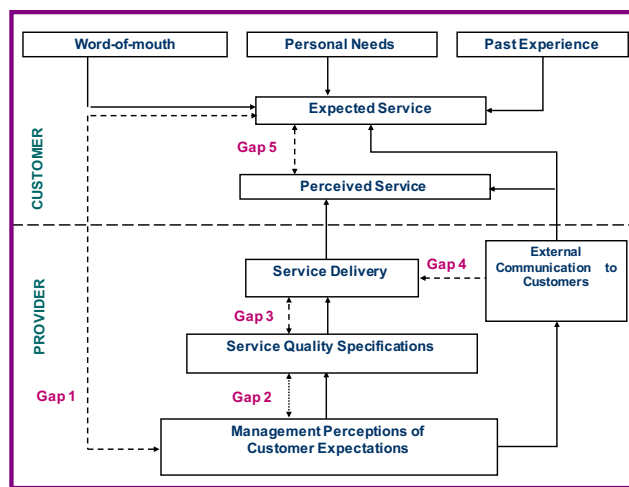 Word-of-mouth
Personal Needs
Past Experience
Expected Service
Gap 5
Perceived Service
CUSTOMER
PROVIDER
External
Communication to
Customers
Gap 4
Service Delivery
Gap 3
Service Quality Specifications
Gap 2
Gap 1
Management Perceptions of
Customer Expectations